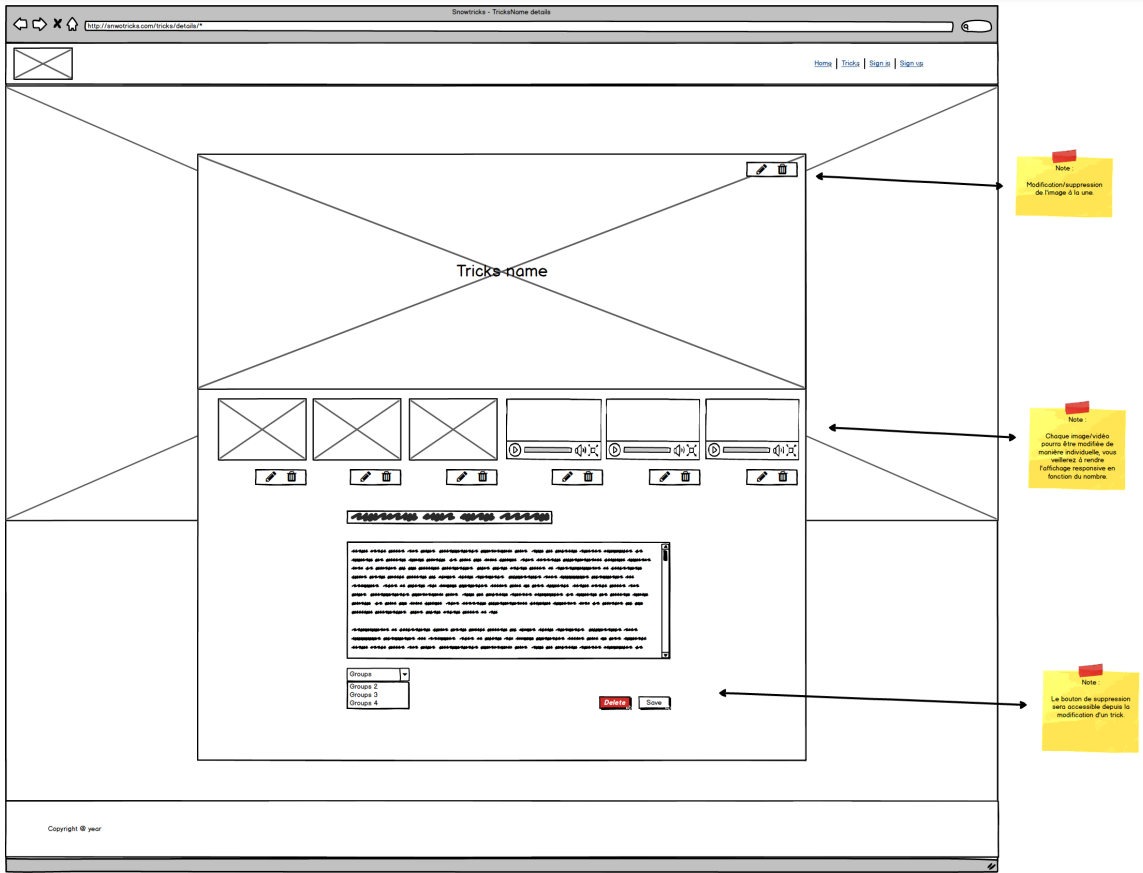 Snowtricks - TricksName details
http://snwotricks.com/tricks/details/*
Home
Tricks
Sign in
Sign up
Note :
Modification/suppression
de l'image à la une.
Tricks name
Note :
Chaque image/vidéo
pourra être modifiée de
manière individuelle, vous
veillerez à rendre
l'affichage responsive en
fonction du nombre.
Groups
Groups 2
Groups 3
Groups 4
Delete
Save
Note :
Le bouton de suppression
sera accessible depuis la
modification d'un trick.
Copyright @ year